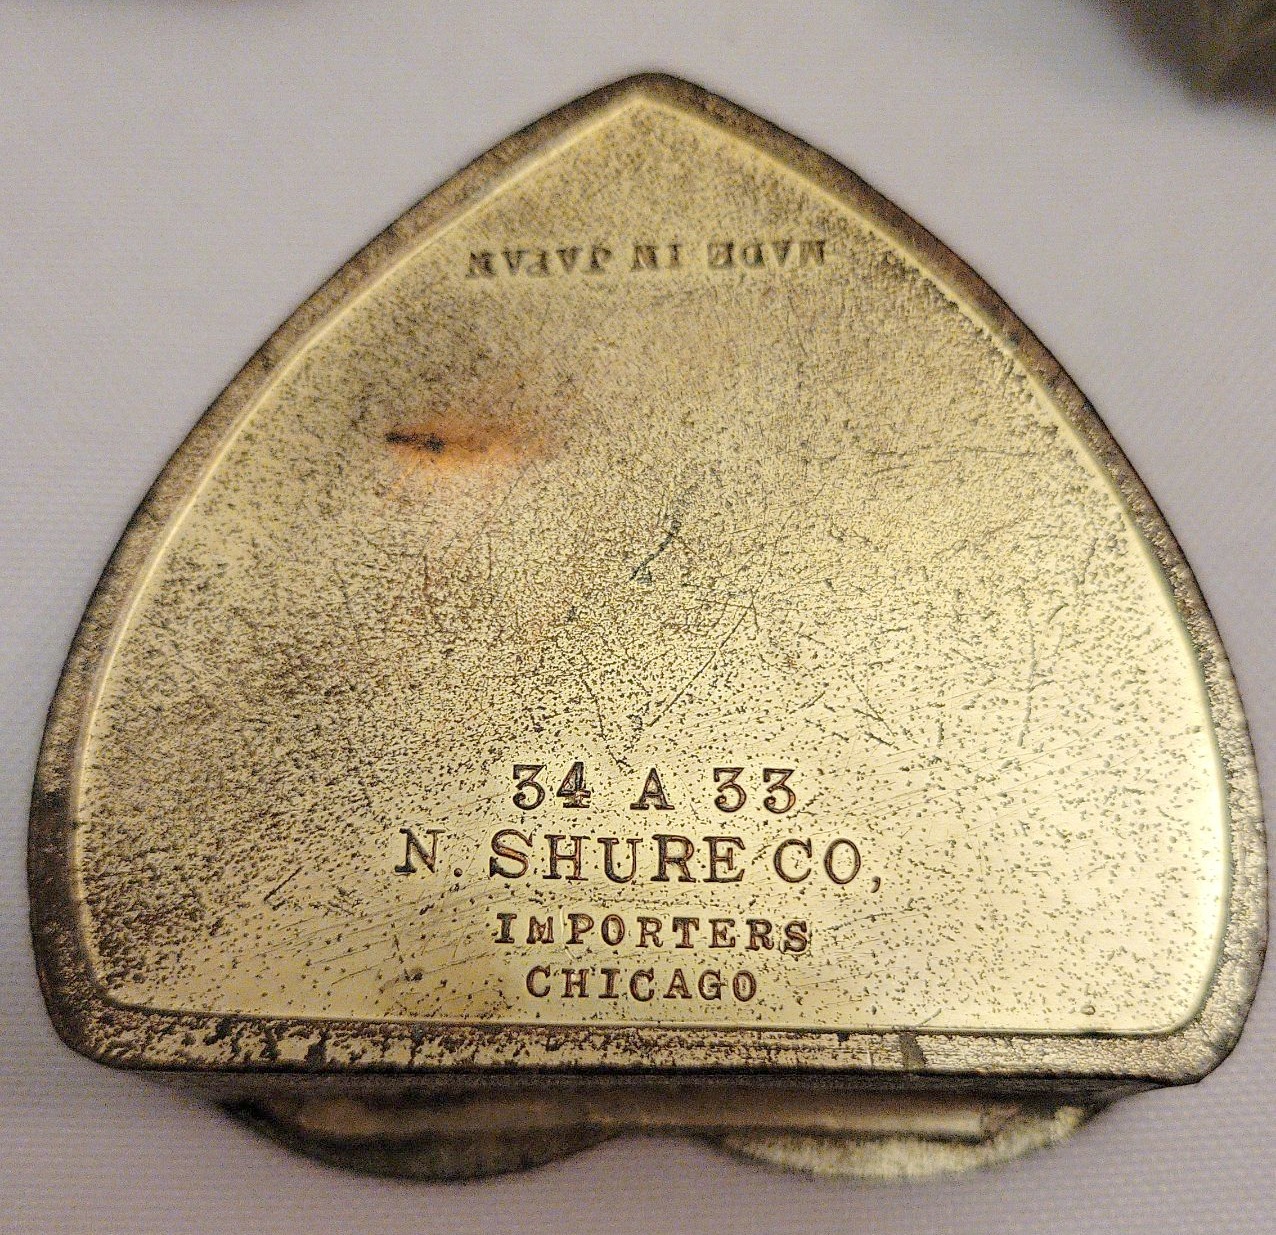 MADE IN JAPAN
34 A 33
N. SHURE CO,
IMPORTERS
CHICAGO